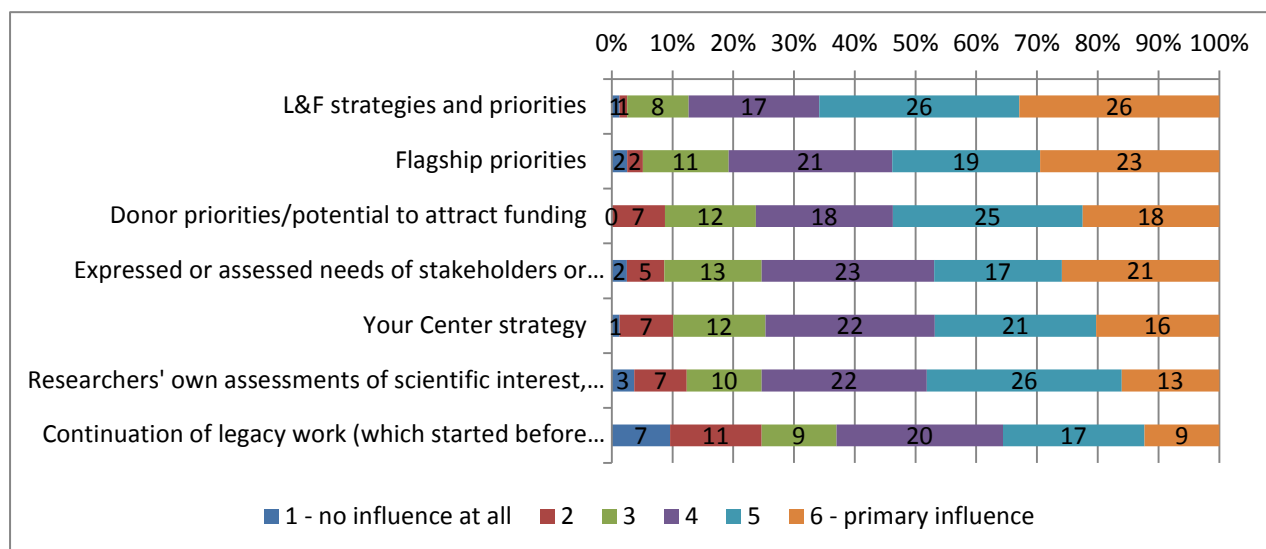 0% 10% 20% 30% 40% 50% 60% 70% 80% 90% 100%
L&F strategies and priorities 1 1 8 17 26 26
Flagship priorities 2 2 11 21 19 23
Donor priorities/potential to attract funding 0 7 12 18 25 18
Expressed or assessed needs of stakeholders or... 2 5 13 23 17 21
Your Center strategy 1 7 12 22 21 16
Researchers' own assessments of scientific interest,... 3 7 10 22 26 13
Continuation of legacy work (which started before... 7 11 9 20 17 9
1 - no influence at all 2 3 4 5 6 - primary influence